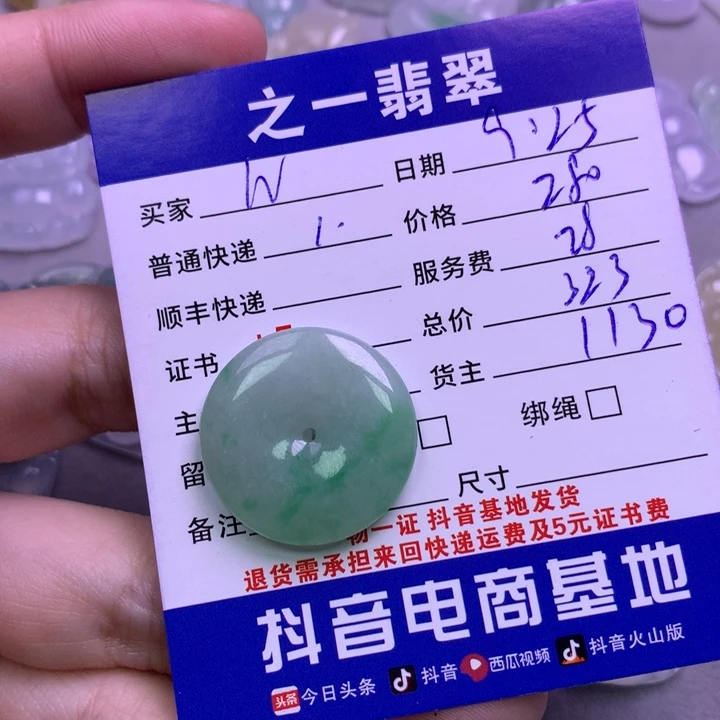 之一翡翠
买家 W 日期 9.25
普通快递 1. 价格 280
顺丰快递 服务费 28
证书 总价 323
主 货主 1130
留 绑绳
备注 尺寸
物一证 抖音基地发货
退货需承担来回快递运费及5元证书费
抖音电商基地
头条 今日头条 抖音 西瓜视频 抖音火山版